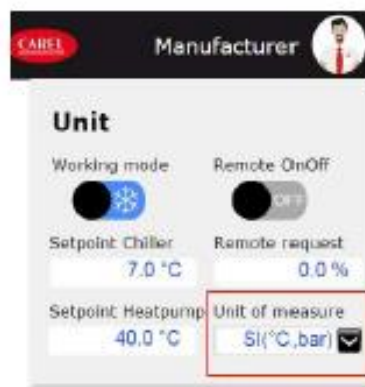 CAREL Manufacturer
Unit
Working mode Remote OnOff
OFF
Setpoint Chiller Remote request
7.0 °C 0.0 %
Setpoint Heatpump Unit of measure
40.0 °C SI(°C,bar)